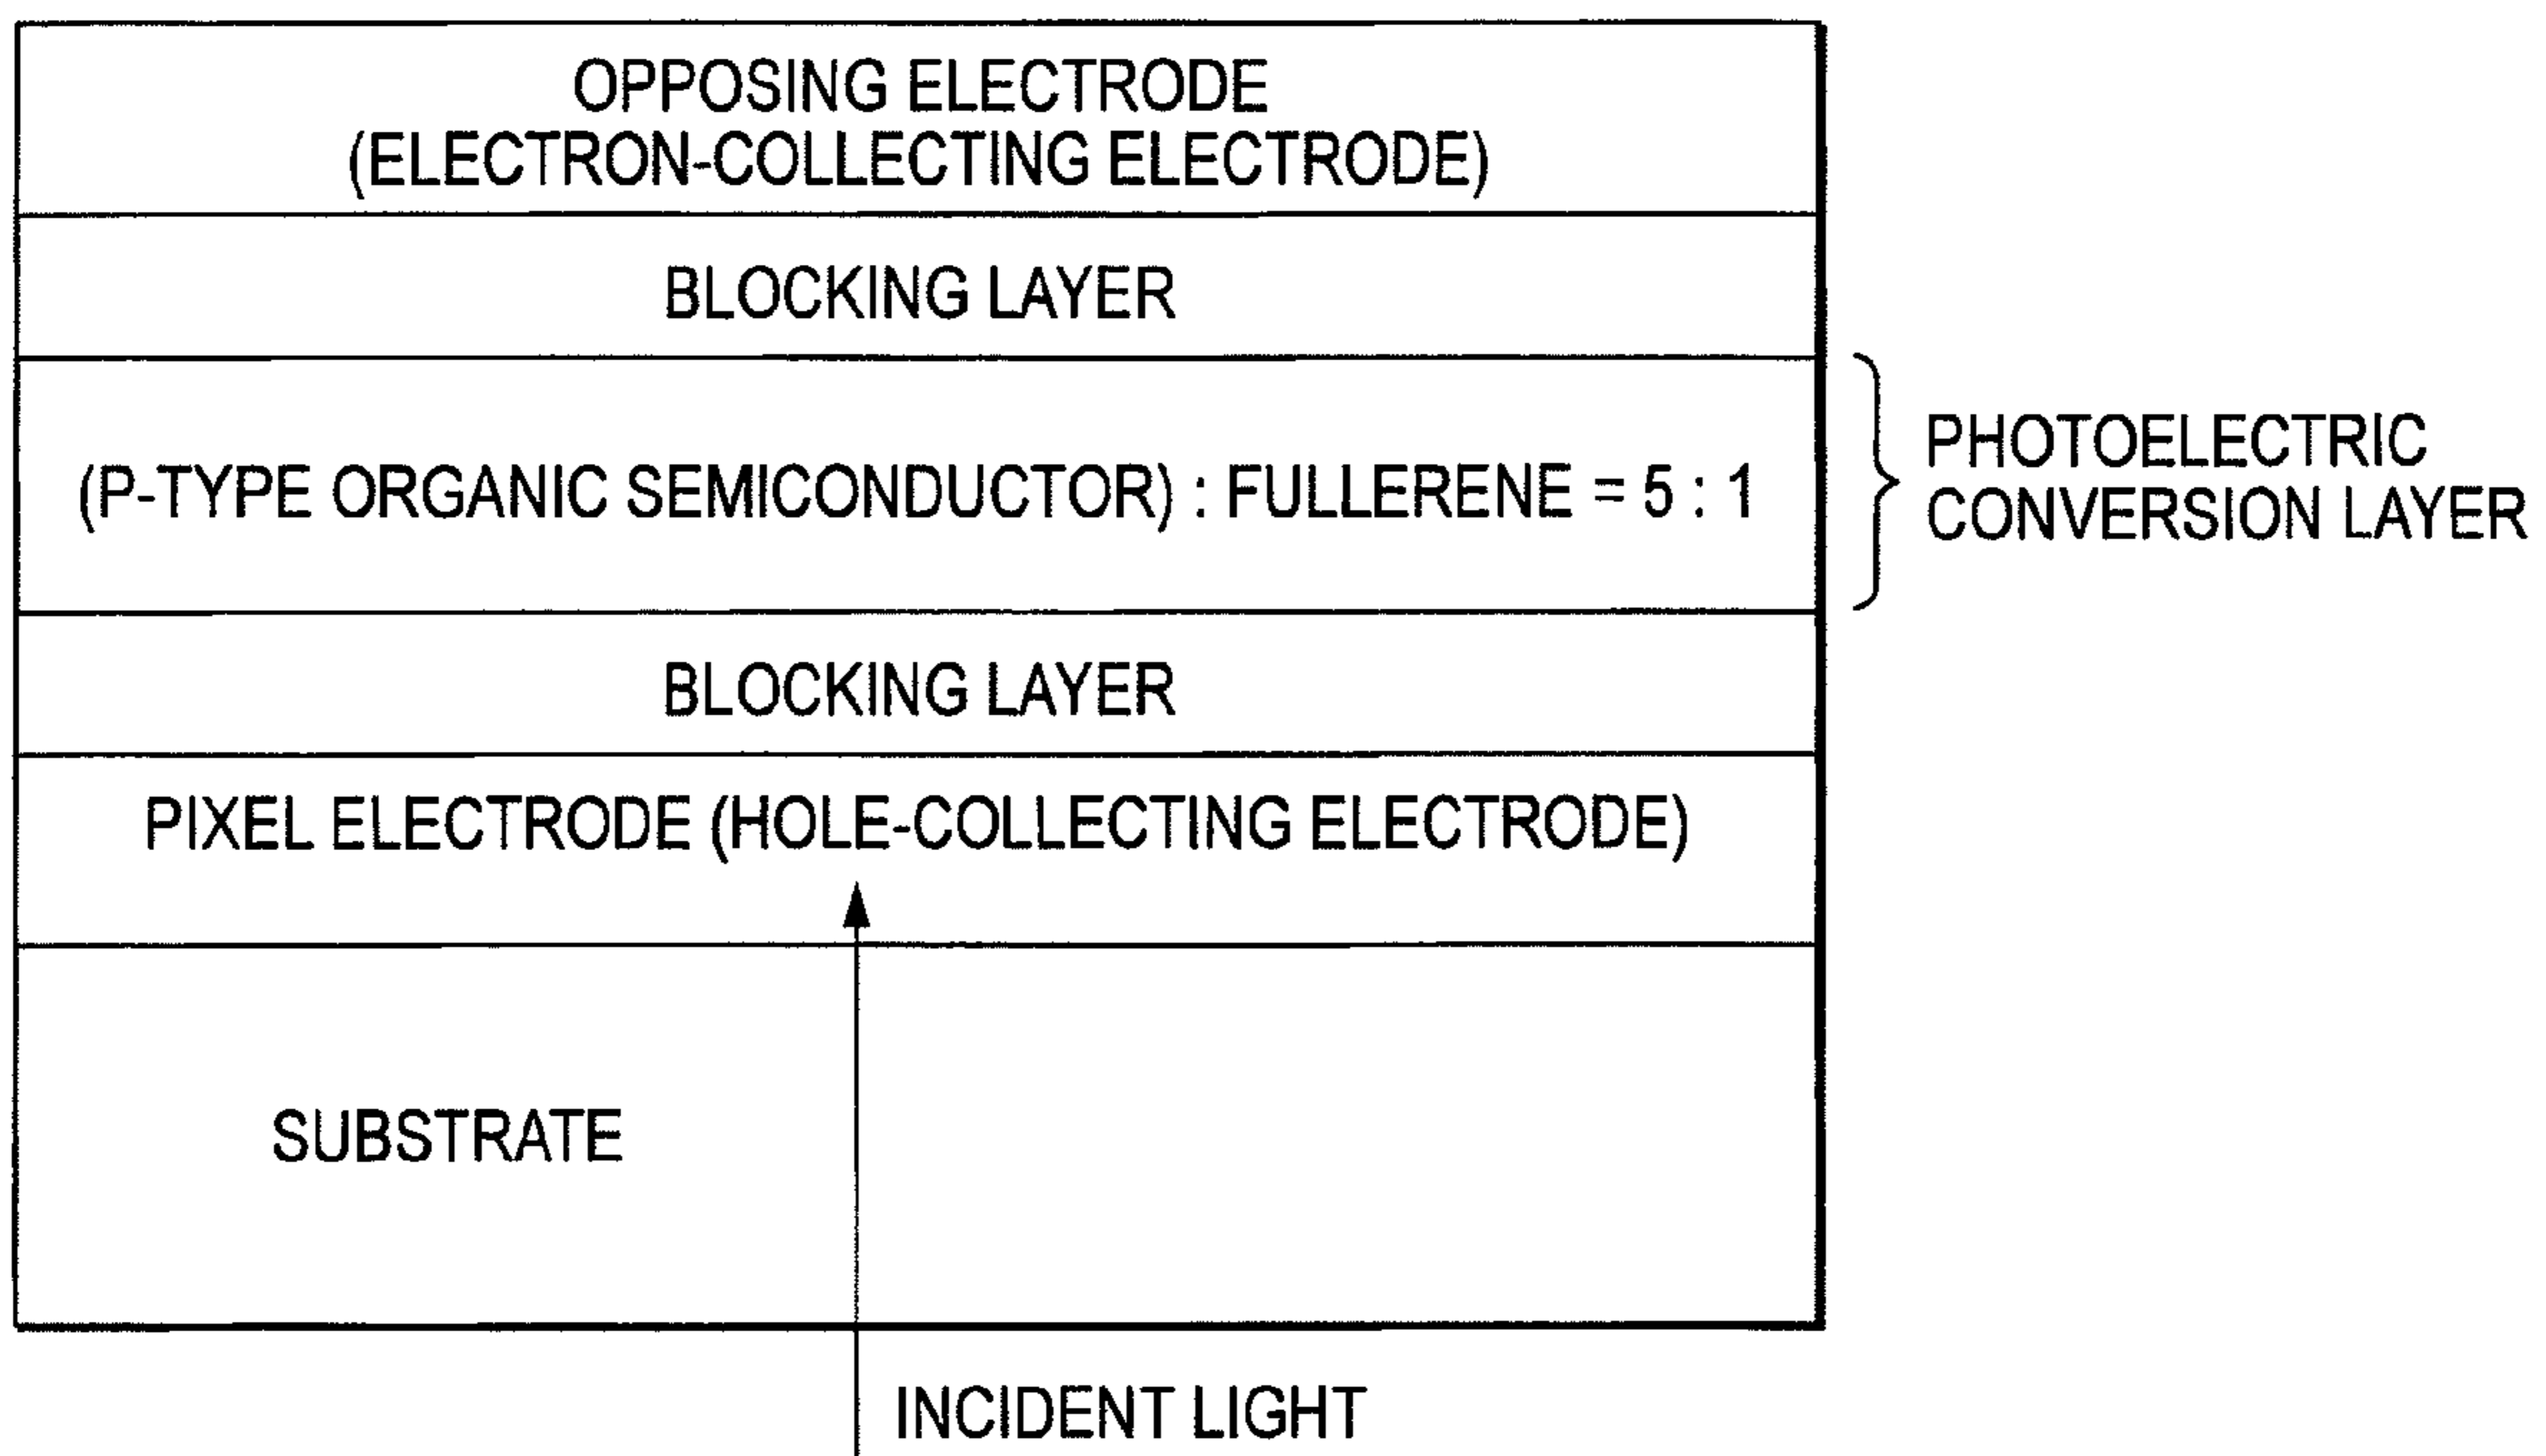 OPPOSING ELECTRODE
(ELECTRON-COLLECTING ELECTRODE)
BLOCKING LAYER
(P-TYPE ORGANIC SEMICONDUCTOR) : FULLERENE = 5 : 1
PHOTOELECTRIC
CONVERSION LAYER
BLOCKING LAYER
PIXEL ELECTRODE (HOLE-COLLECTING ELECTRODE)
SUBSTRATE
INCIDENT LIGHT